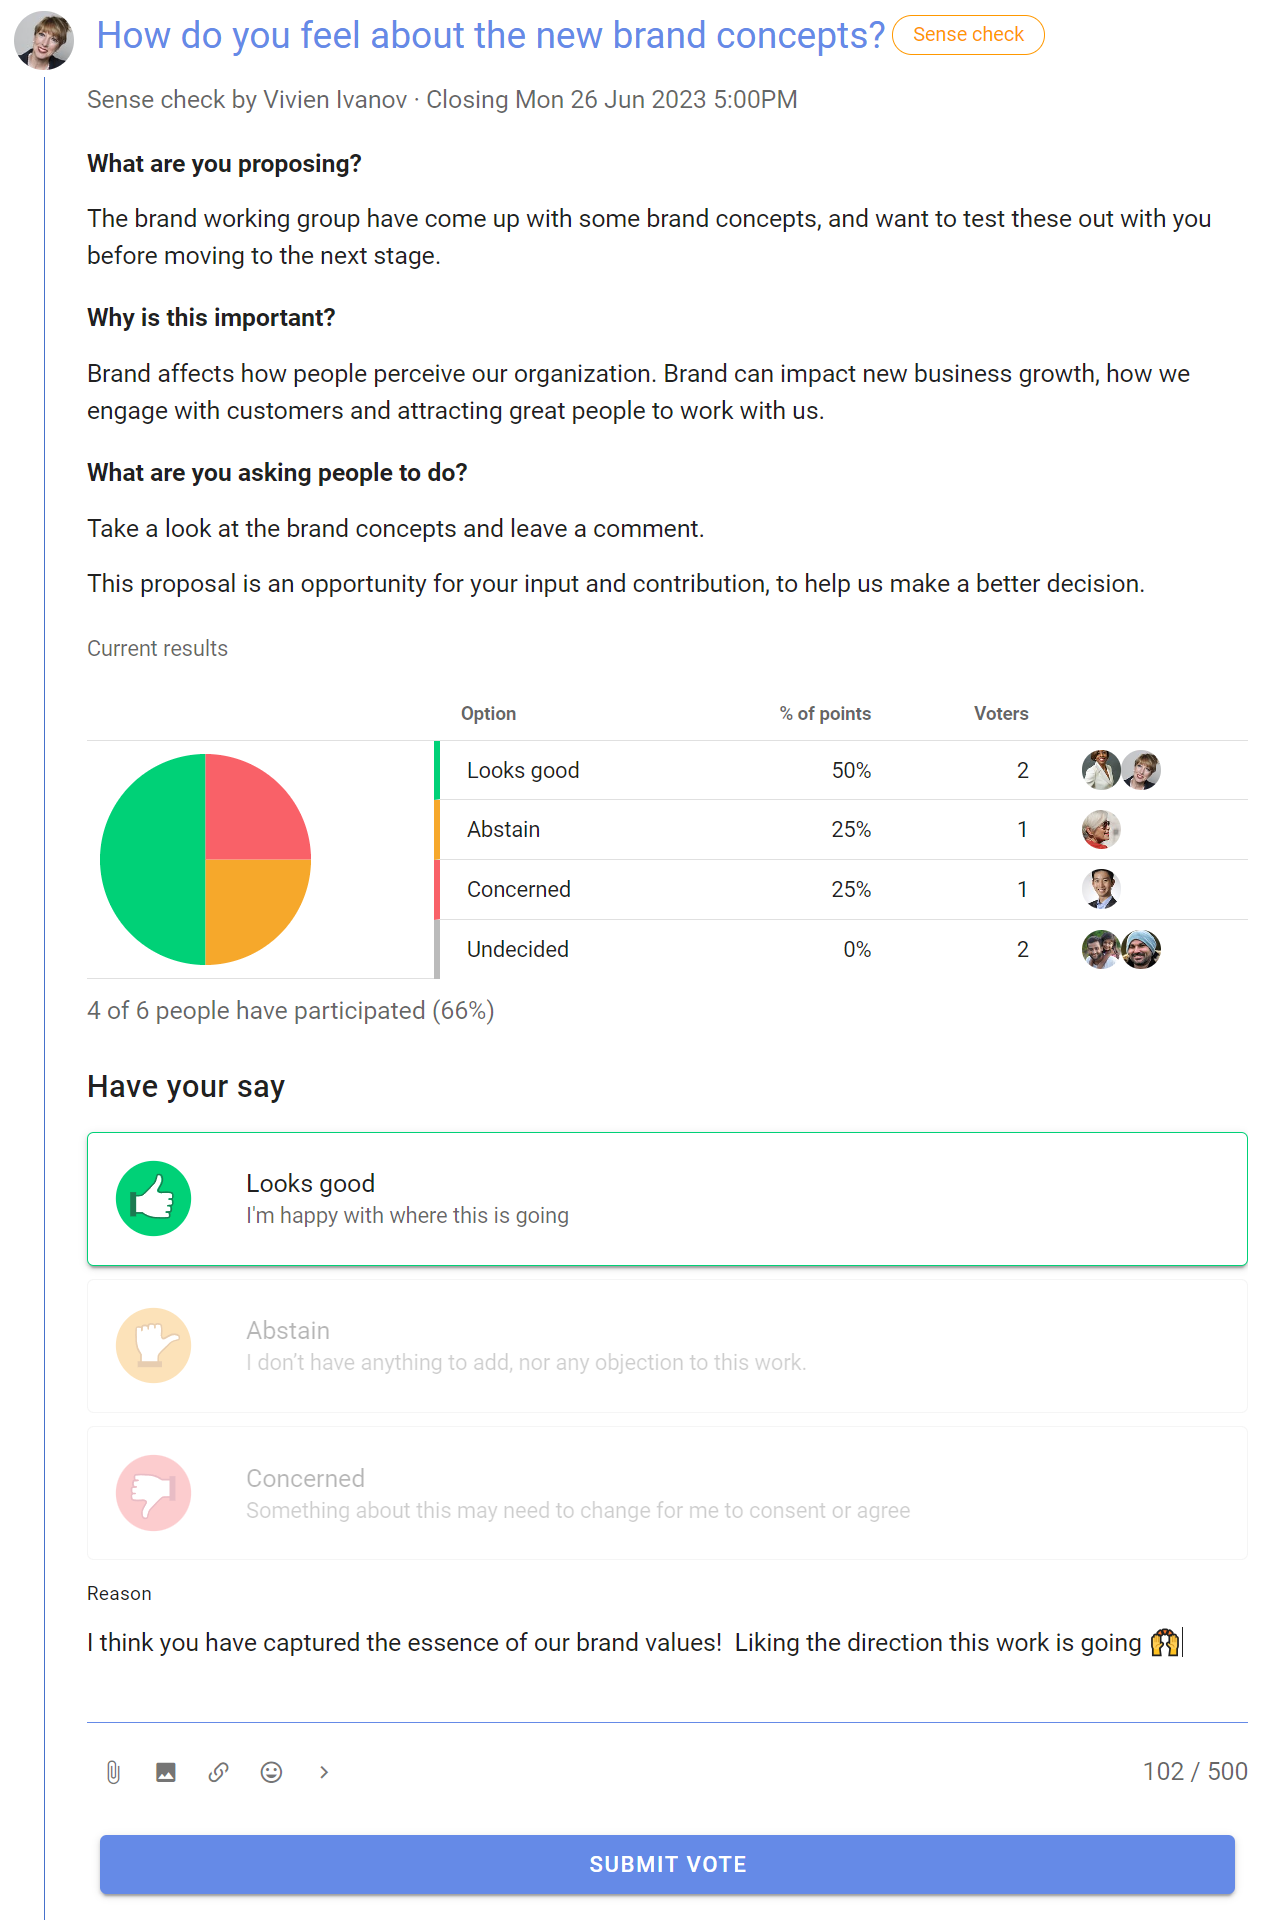 How do you feel about the new brand concepts? Sense check
Sense check by Vivien Ivanov · Closing Mon 26 Jun 2023 5:00PM
What are you proposing?
The brand working group have come up with some brand concepts, and want to test these out with you
before moving to the next stage.
Why is this important?
Brand affects how people perceive our organization. Brand can impact new business growth, how we
engage with customers and attracting great people to work with us.
What are you asking people to do?
Take a look at the brand concepts and leave a comment.
This proposal is an opportunity for your input and contribution, to help us make a better decision.
Current results
Option % of points Voters
Looks good 50% 2
Abstain 25% 1
Concerned 25% 1
Undecided 0% 2
4 of 6 people have participated (66%)
Have your say
Looks good
I'm happy with where this is going
Abstain
I don’t have anything to add, nor any objection to this work.
Concerned
Something about this may need to change for me to consent or agree
Reason
I think you have captured the essence of our brand values!  Liking the direction this work is going 🙌
102 / 500
SUBMIT VOTE